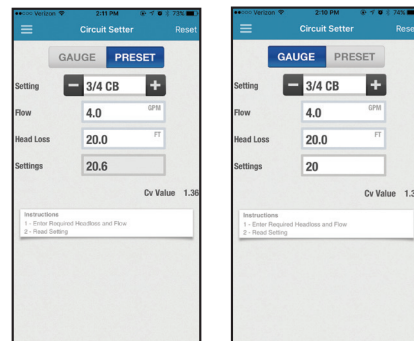 Verizon 2:11 PM 73%
Circuit Setter Reset
GAUGE PRESET
Setting 3/4 CB
Flow 4.0 GPM
Head Loss 20.0 FT
Settings 20.6
Cv Value 1.36
Instructions
1 - Enter Required Headloss and Flow
2 - Read Setting
Verizon 2:10 PM 74%
Circuit Setter Res
GAUGE PRESET
Setting 3/4 CB
Flow 4.0 GPM
Head Loss 20.0 FT
Settings 20
Cv Value 1.3
Instructions
1 - Enter Required Headloss and Flow
2 - Read Setting